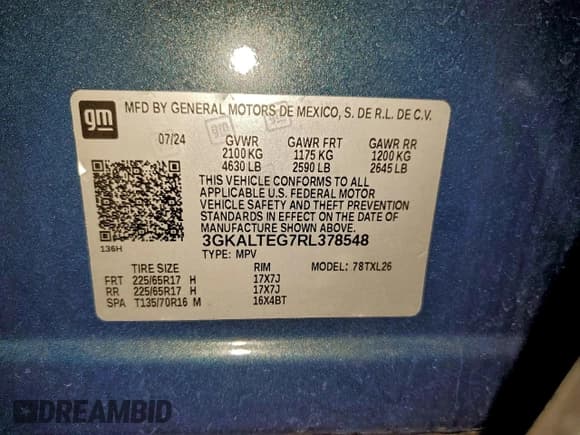 gm MFD BY GENERAL MOTORS DE MEXICO, S. DE R.L. DE C.V.
07/24 GVWR GAWR FRT GAWR RR
2100 KG 1175 KG 1200 KG
4630 LB 2590 LB 2645 LB
THIS VEHICLE CONFORMS TO ALL
APPLICABLE U.S. FEDERAL MOTOR
VEHICLE SAFETY AND THEFT PREVENTION
STANDARDS IN EFFECT ON THE DATE OF
MANUFACTURE SHOWN ABOVE.
136H 3GKALTEG7RL378548
TYPE: MPV MODEL: 78TXL26
TIRE SIZE RIM
FRT 225/65R17 H 17X7J
RR 225/65R17 H 17X7J
SPA T135/70R16 M 16X4BT
DREAMBID